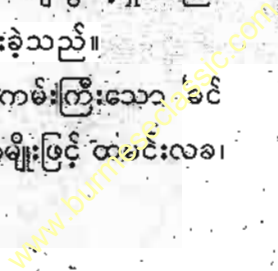 းခဲ့သည်။
ကမ်းကြီးသော ခင်
မျိုးဖြင့် ထမင်းလခ၊
www.burmeseclassic.com